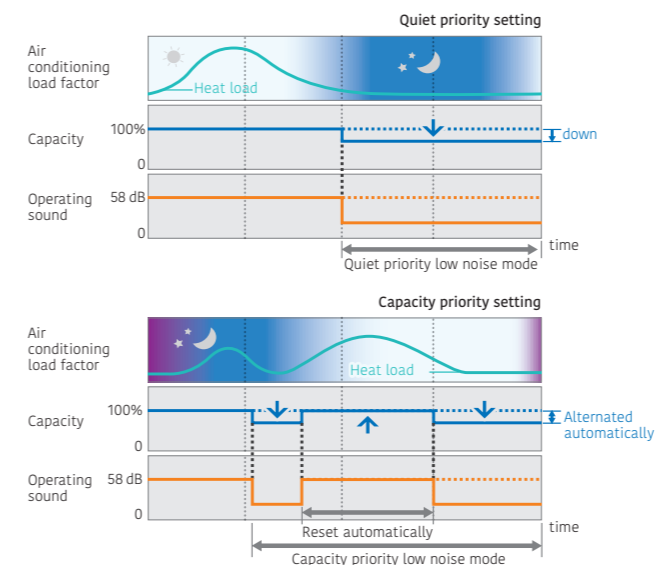 Quiet priority setting
Air
conditioning
load factor
Heat load
Capacity
100%
0
down
Operating
sound
58 dB
0
time
Quiet priority low noise mode
Capacity priority setting
Air
conditioning
load factor
Heat load
Capacity
100%
0
Alternated
automatically
Operating
sound
58 dB
0
time
Reset automatically
Capacity priority low noise mode